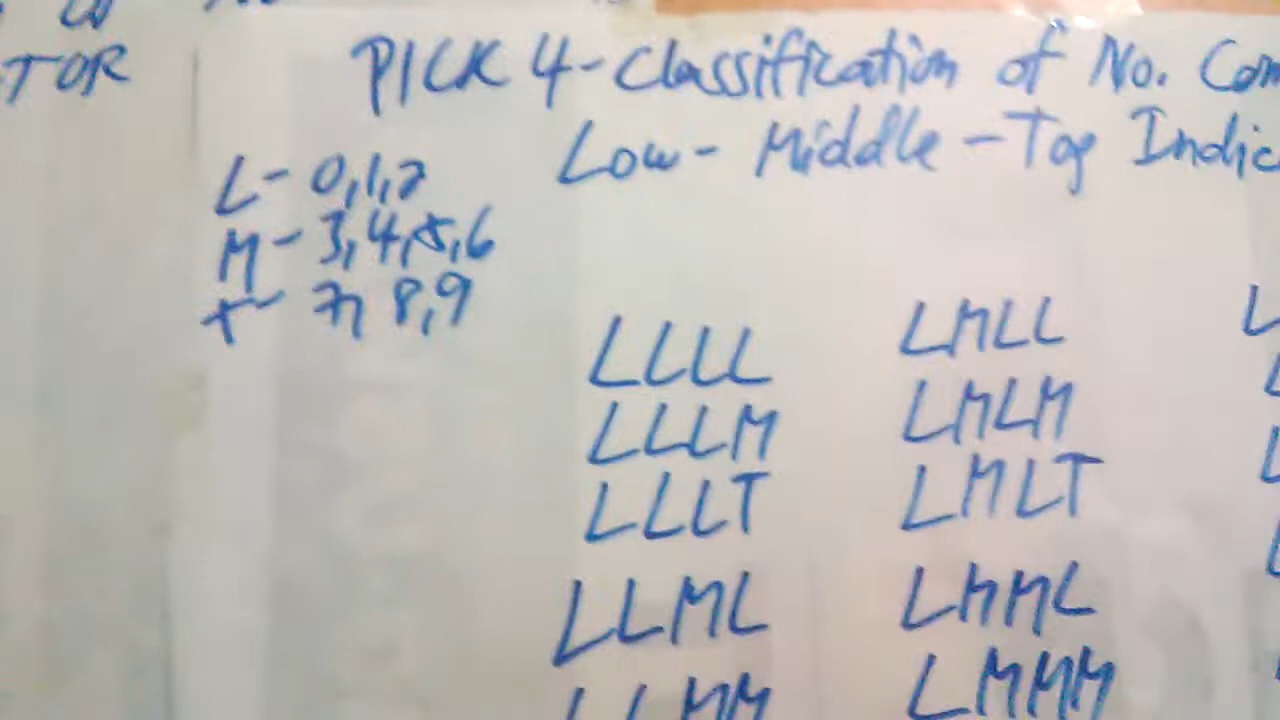 TOR
PICK 4-Classification of No. Com
Low - Middle - Top Indic
L- 0,1,2
M- 3,4,5,6
T- 7, 8,9
LLLL LMLL
LLLM LMLM
LLLT LMLT
LLML LMML
LLMM LMMM